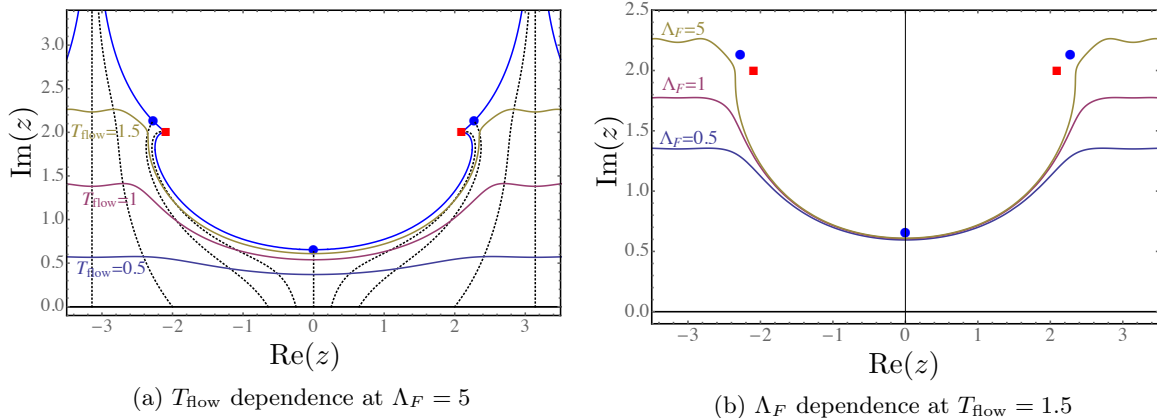 3.0
2.5
2.0
1.5
1.0
0.5
0.0
Im(z)
T_flow=1.5
T_flow=1
T_flow=0.5
−3 −2 −1 0 1 2 3
Re(z)
(a) T_flow dependence at Λ_F = 5
2.5
2.0
1.5
1.0
0.5
0.0
Im(z)
Λ_F=5
Λ_F=1
Λ_F=0.5
−3 −2 −1 0 1 2 3
Re(z)
(b) Λ_F dependence at T_flow = 1.5